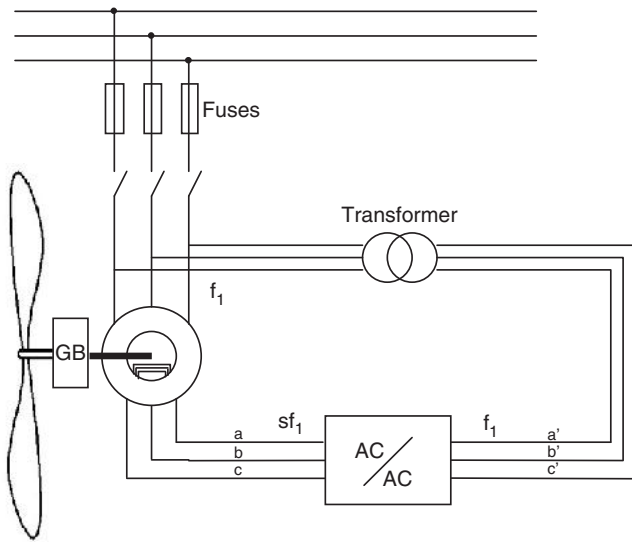 Fuses
Transformer
f₁
GB
a sf₁ f₁ a'
b AC b'
c AC c'